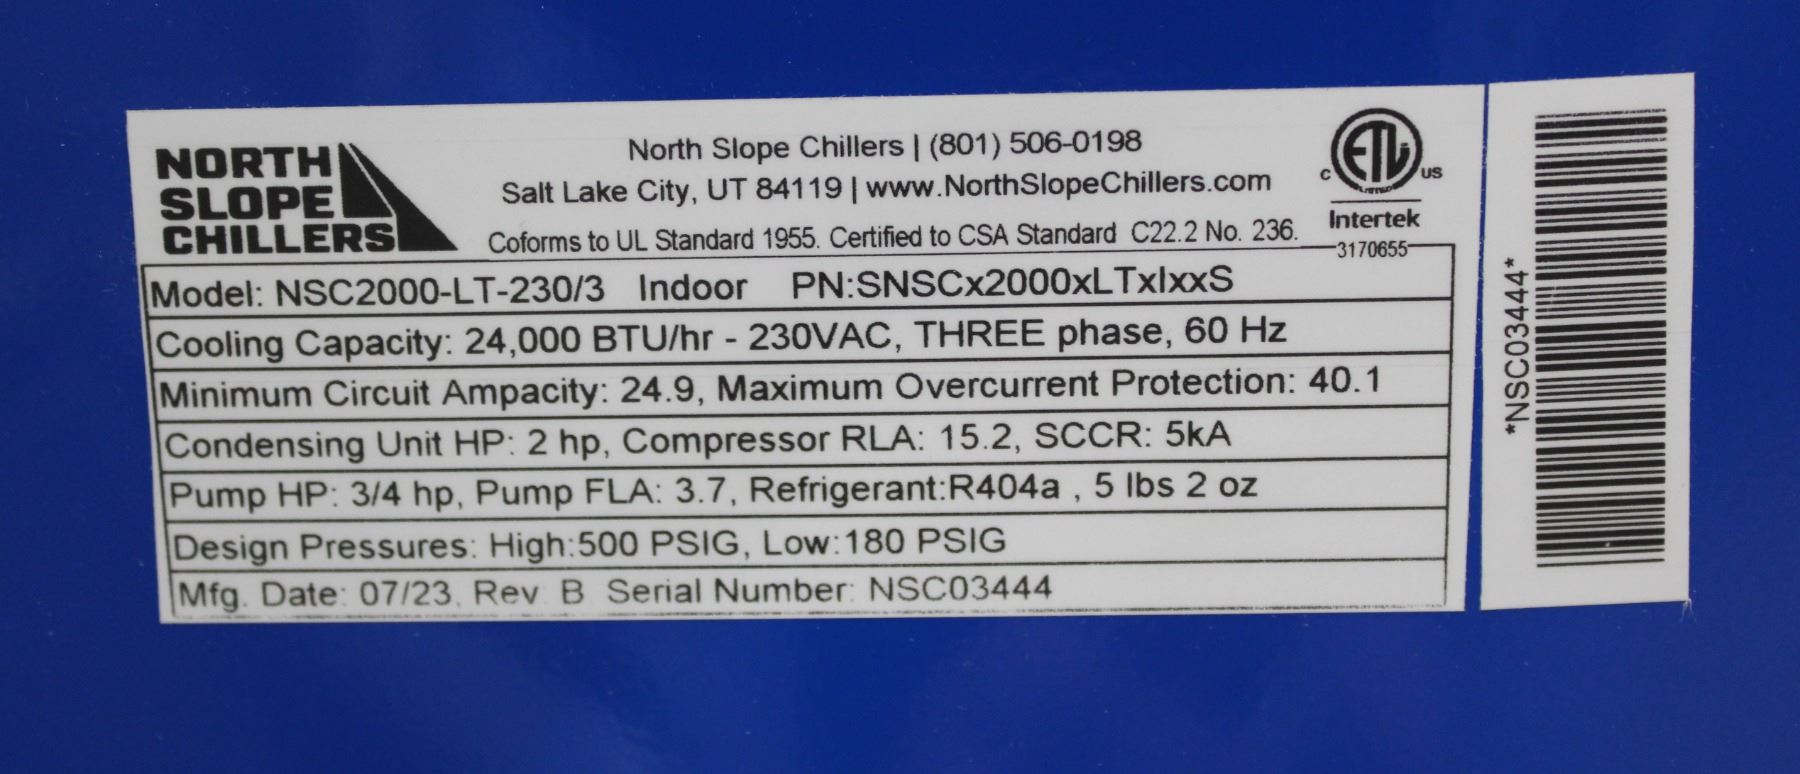 NORTH
SLOPE
CHILLERS
North Slope Chillers | (801) 506-0198
Salt Lake City, UT 84119 | www.NorthSlopeChillers.com
Coforms to UL Standard 1955. Certified to CSA Standard C22.2 No. 236.
ETL
C US
LISTED
Intertek
3170655
Model: NSC2000-LT-230/3 Indoor PN:SNSCx2000xLTxIxxS
Cooling Capacity: 24,000 BTU/hr - 230VAC, THREE phase, 60 Hz
Minimum Circuit Ampacity: 24.9, Maximum Overcurrent Protection: 40.1
Condensing Unit HP: 2 hp, Compressor RLA: 15.2, SCCR: 5kA
Pump HP: 3/4 hp, Pump FLA: 3.7, Refrigerant:R404a , 5 lbs 2 oz
Design Pressures: High:500 PSIG, Low:180 PSIG
Mfg. Date: 07/23, Rev. B Serial Number: NSC03444
*NSC03444*